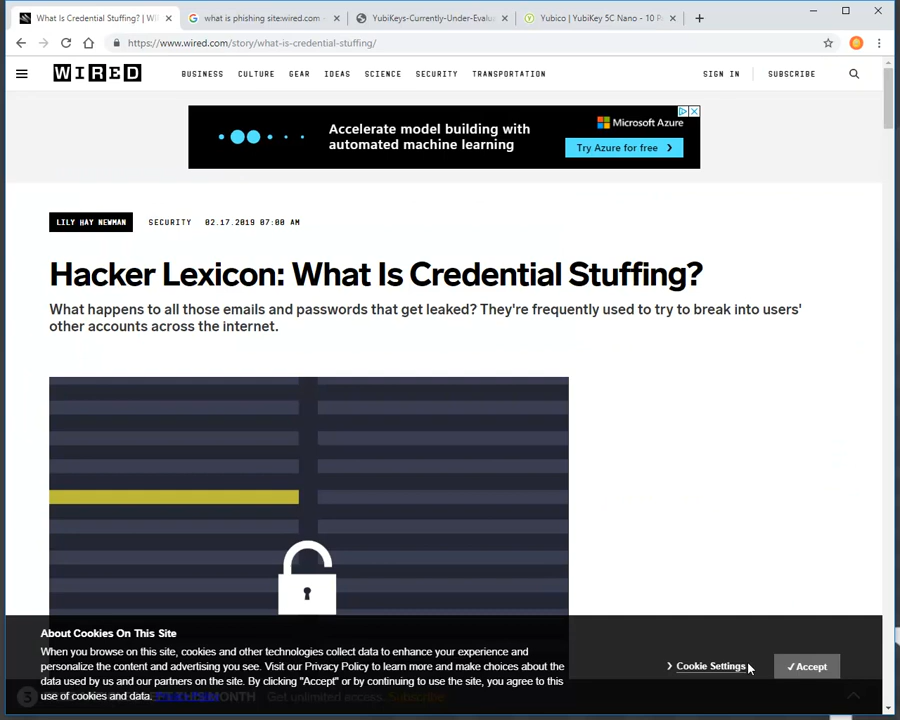 What Is Credential Stuffing? | WI
what is phishing site:wired.com
YubiKeys-Currently-Under-Evalua
Yubico | YubiKey 5C Nano - 10 P
https://www.wired.com/story/what-is-credential-stuffing/
WIRED
BUSINESS CULTURE GEAR IDEAS SCIENCE SECURITY TRANSPORTATION
SIGN IN SUBSCRIBE
Accelerate model building with
automated machine learning
Microsoft Azure
Try Azure for free
LILY HAY NEWMAN SECURITY 02.17.2019 07:00 AM
Hacker Lexicon: What Is Credential Stuffing?
What happens to all those emails and passwords that get leaked? They're frequently used to try to break into users'
other accounts across the internet.
About Cookies On This Site
When you browse on this site, cookies and other technologies collect data to enhance your experience and
personalize the content and advertising you see. Visit our Privacy Policy to learn more and make choices about the
data used by us and our partners on the site. By clicking "Accept" or by continuing to use the site, you agree to this
use of cookies and data.
Cookie Settings
✓Accept
3
THIS MONTH Get unlimited access. Subscribe